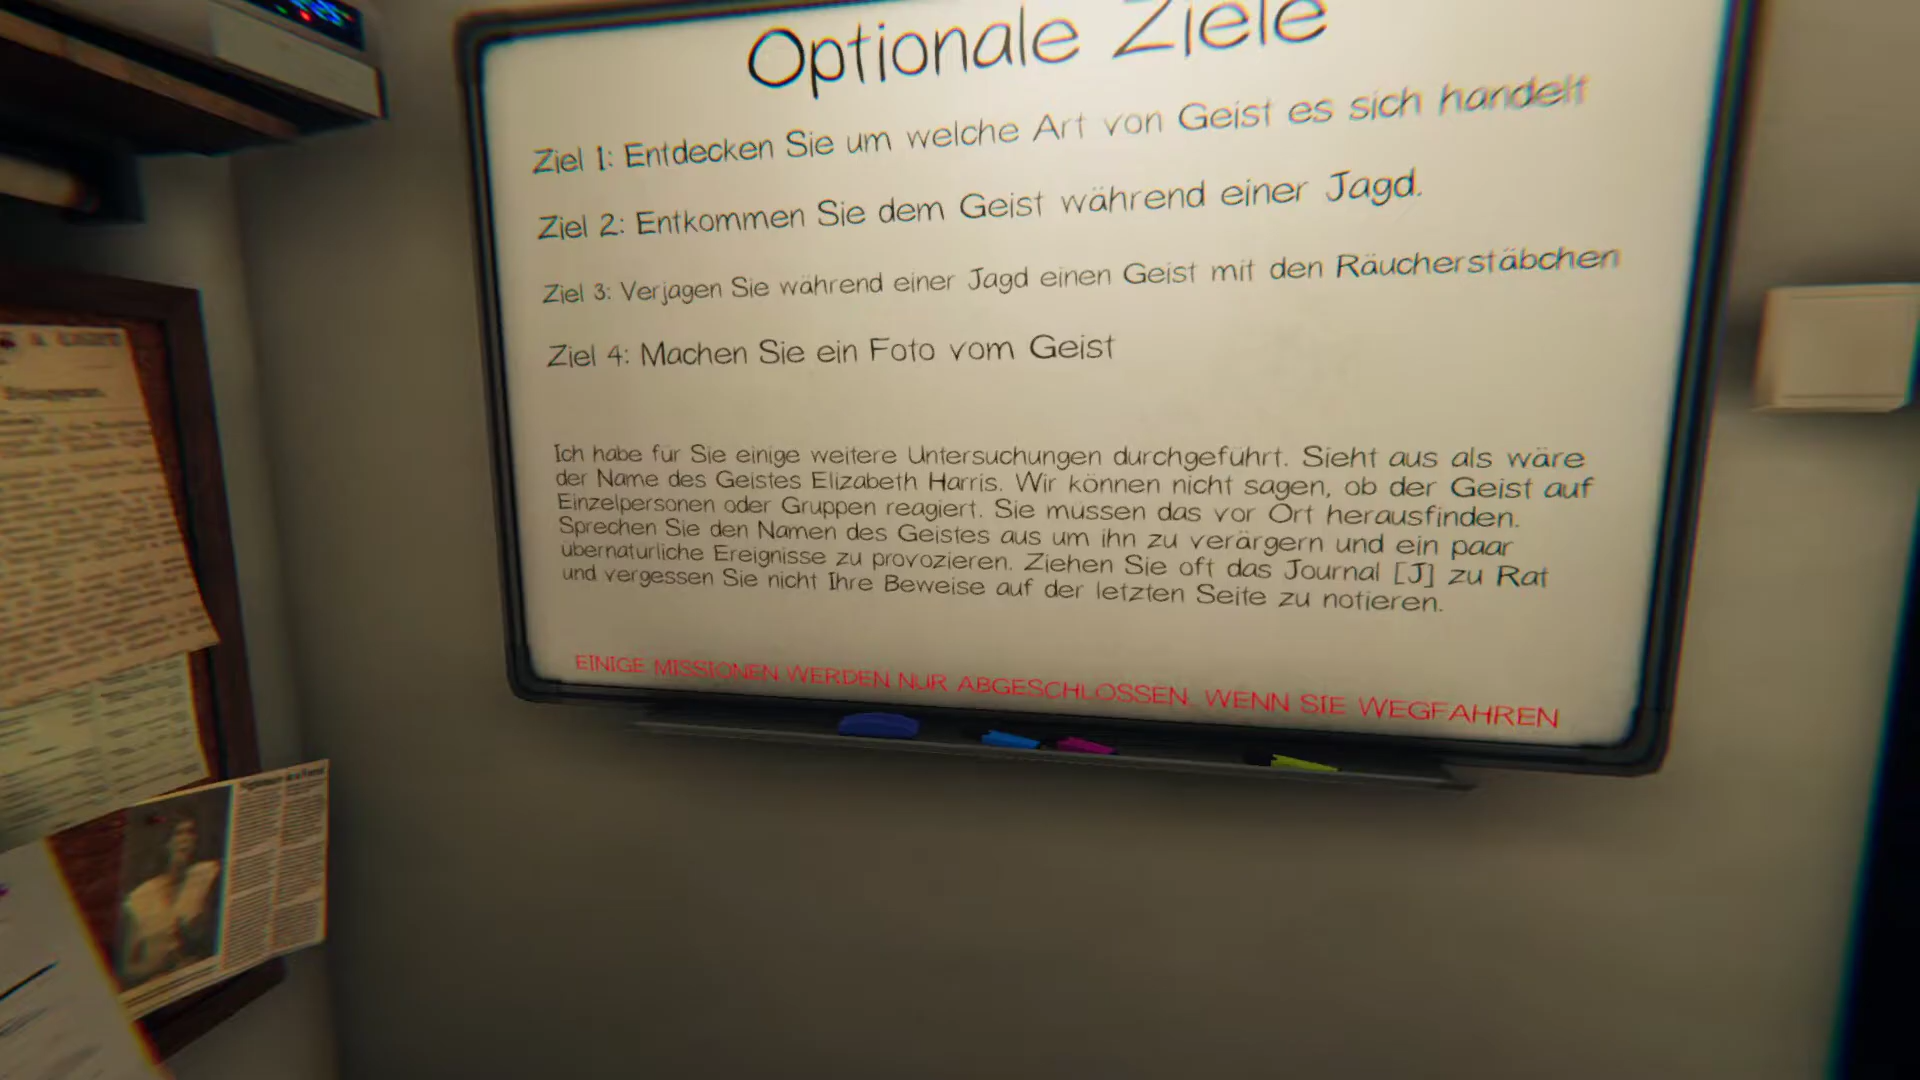 Optionale Ziele
Ziel 1: Entdecken Sie um welche Art von Geist es sich handelt
Ziel 2: Entkommen Sie dem Geist während einer Jagd.
Ziel 3: Verjagen Sie während einer Jagd einen Geist mit den Räucherstäbchen
Ziel 4: Machen Sie ein Foto vom Geist
Ich habe für Sie einige weitere Untersuchungen durchgeführt. Sieht aus als wäre
der Name des Geistes Elizabeth Harris. Wir können nicht sagen, ob der Geist auf
Einzelpersonen oder Gruppen reagiert. Sie müssen das vor Ort herausfinden.
Sprechen Sie den Namen des Geistes aus um ihn zu verärgern und ein paar
übernatürliche Ereignisse zu provozieren. Ziehen Sie oft das Journal [J] zu Rat
und vergessen Sie nicht Ihre Beweise auf der letzten Seite zu notieren.
EINIGE MISSIONEN WERDEN NUR ABGESCHLOSSEN, WENN SIE WEGFAHREN